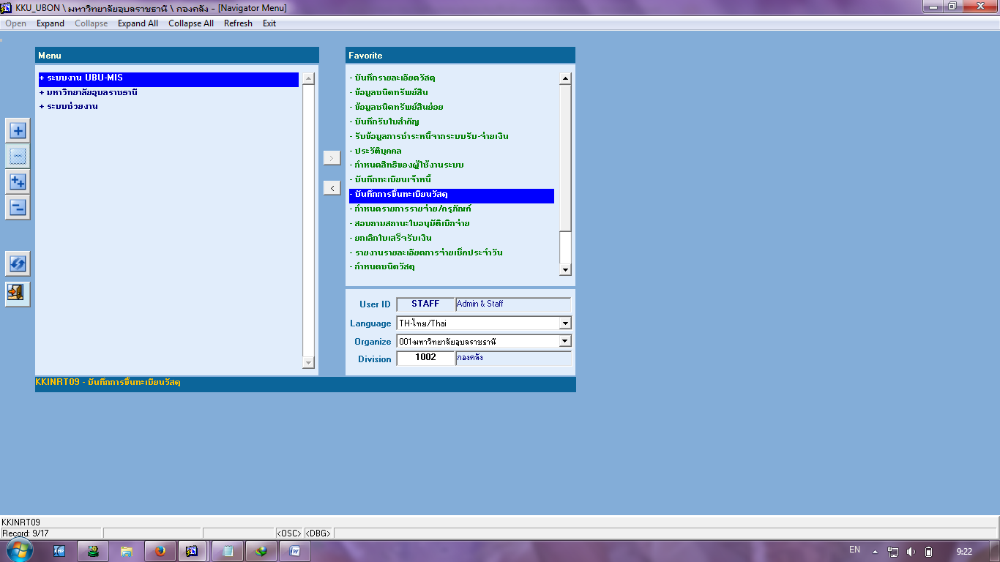 KKU_UBON \ มหาวิทยาลัยอุบลราชธานี \ กองคลัง - [Navigator Menu]
Open Expand Collapse Expand All Collapse All Refresh Exit
Menu
+ ระบบงาน UBU-MIS
+ มหาวิทยาลัยอุบลราชธานี
+ ระบบช่วยงาน
Favorite
- บันทึกรายละเอียดวัสดุ
- ข้อมูลชนิดทรัพย์สิน
- ข้อมูลชนิดทรัพย์สินย่อย
- บันทึกรับใบสำคัญ
- รับข้อมูลการชำระหนี้จากระบบรับ-จ่ายเงิน
- ประวัติบุคคล
- กำหนดสิทธิของผู้ใช้งานระบบ
- บันทึกทะเบียนเจ้าหนี้
- บันทึกการขึ้นทะเบียนวัสดุ
- กำหนดรายการรายจ่าย/ครุภัณฑ์
- สอบถามสถานะใบอนุมัติเบิกจ่าย
- ยกเลิกใบเสร็จรับเงิน
- รายงานรายละเอียดการจ่ายเช็คประจำวัน
- กำหนดชนิดวัสดุ
User ID STAFF Admin & Staff
Language TH-ไทย/Thai
Organize 001-มหาวิทยาลัยอุบลราชธานี
Division 1002 กองคลัง
KKINRT09 - บันทึกการขึ้นทะเบียนวัสดุ
KKINRT09
Record: 9/17 <OSC> <DBG>
KMP W EN 9:22